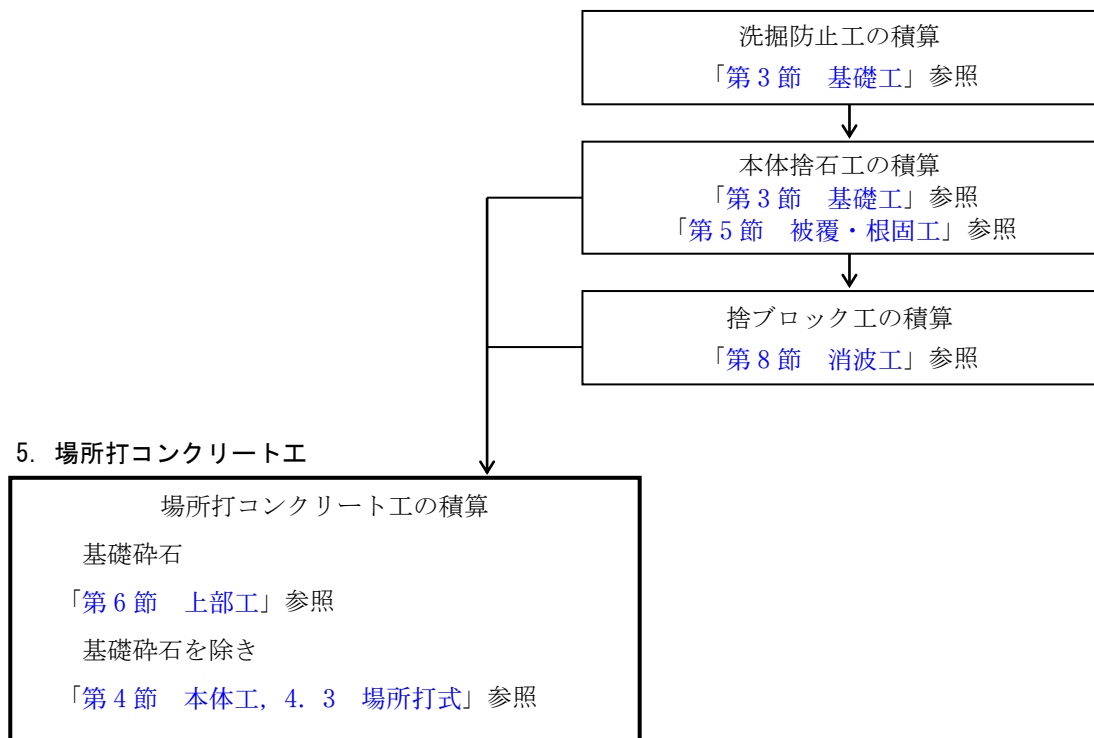 洗掘防止工の積算
「第３節　基礎工」参照
本体捨石工の積算
「第３節　基礎工」参照
「第５節　被覆・根固工」参照
捨ブロック工の積算
「第８節　消波工」参照
5. 場所打コンクリート工
場所打コンクリート工の積算
基礎砕石
「第６節　上部工」参照
基礎砕石を除き
「第４節　本体工, 4. 3　場所打式」参照